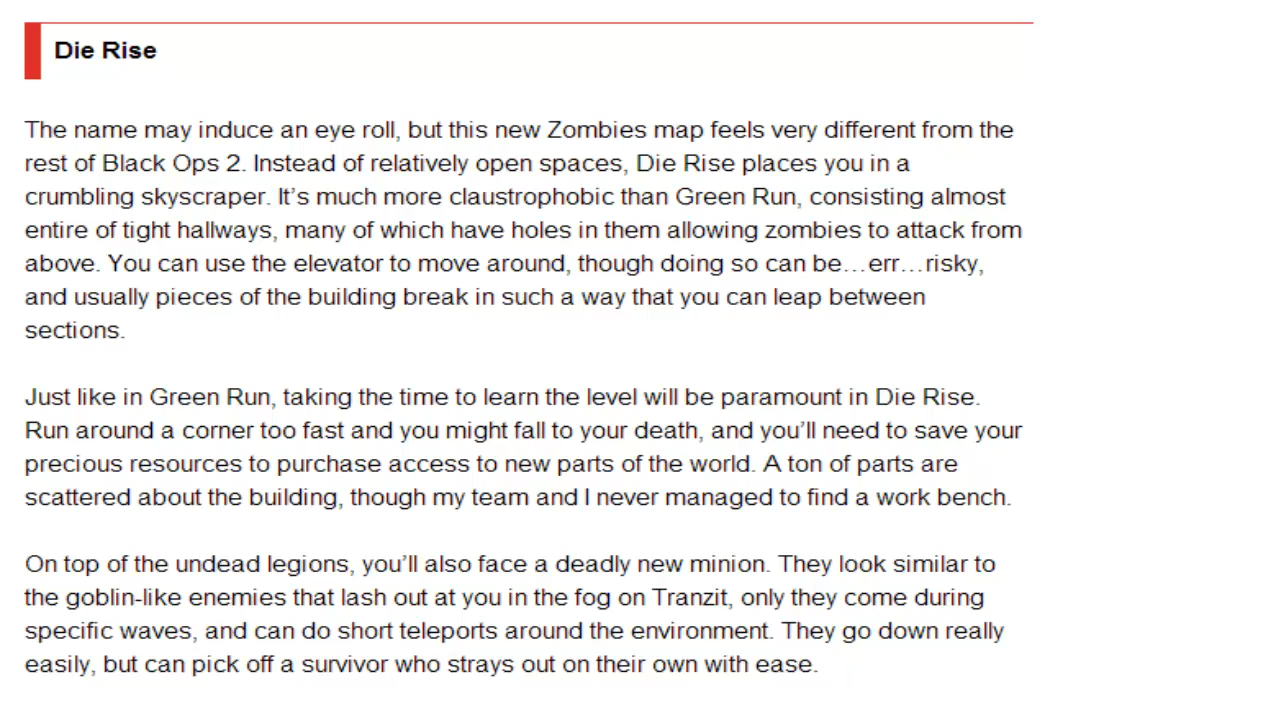 Die Rise
The name may induce an eye roll, but this new Zombies map feels very different from the
rest of Black Ops 2. Instead of relatively open spaces, Die Rise places you in a
crumbling skyscraper. It’s much more claustrophobic than Green Run, consisting almost
entire of tight hallways, many of which have holes in them allowing zombies to attack from
above. You can use the elevator to move around, though doing so can be…err…risky,
and usually pieces of the building break in such a way that you can leap between
sections.
Just like in Green Run, taking the time to learn the level will be paramount in Die Rise.
Run around a corner too fast and you might fall to your death, and you’ll need to save your
precious resources to purchase access to new parts of the world. A ton of parts are
scattered about the building, though my team and I never managed to find a work bench.
On top of the undead legions, you’ll also face a deadly new minion. They look similar to
the goblin-like enemies that lash out at you in the fog on Tranzit, only they come during
specific waves, and can do short teleports around the environment. They go down really
easily, but can pick off a survivor who strays out on their own with ease.